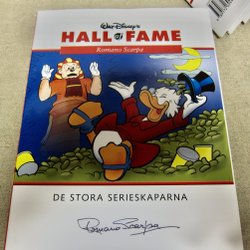 Walt Disney's
HALL of FAME
Romano Scarpa
DE STORA SERIESKAPARNA
Romano Scarpa